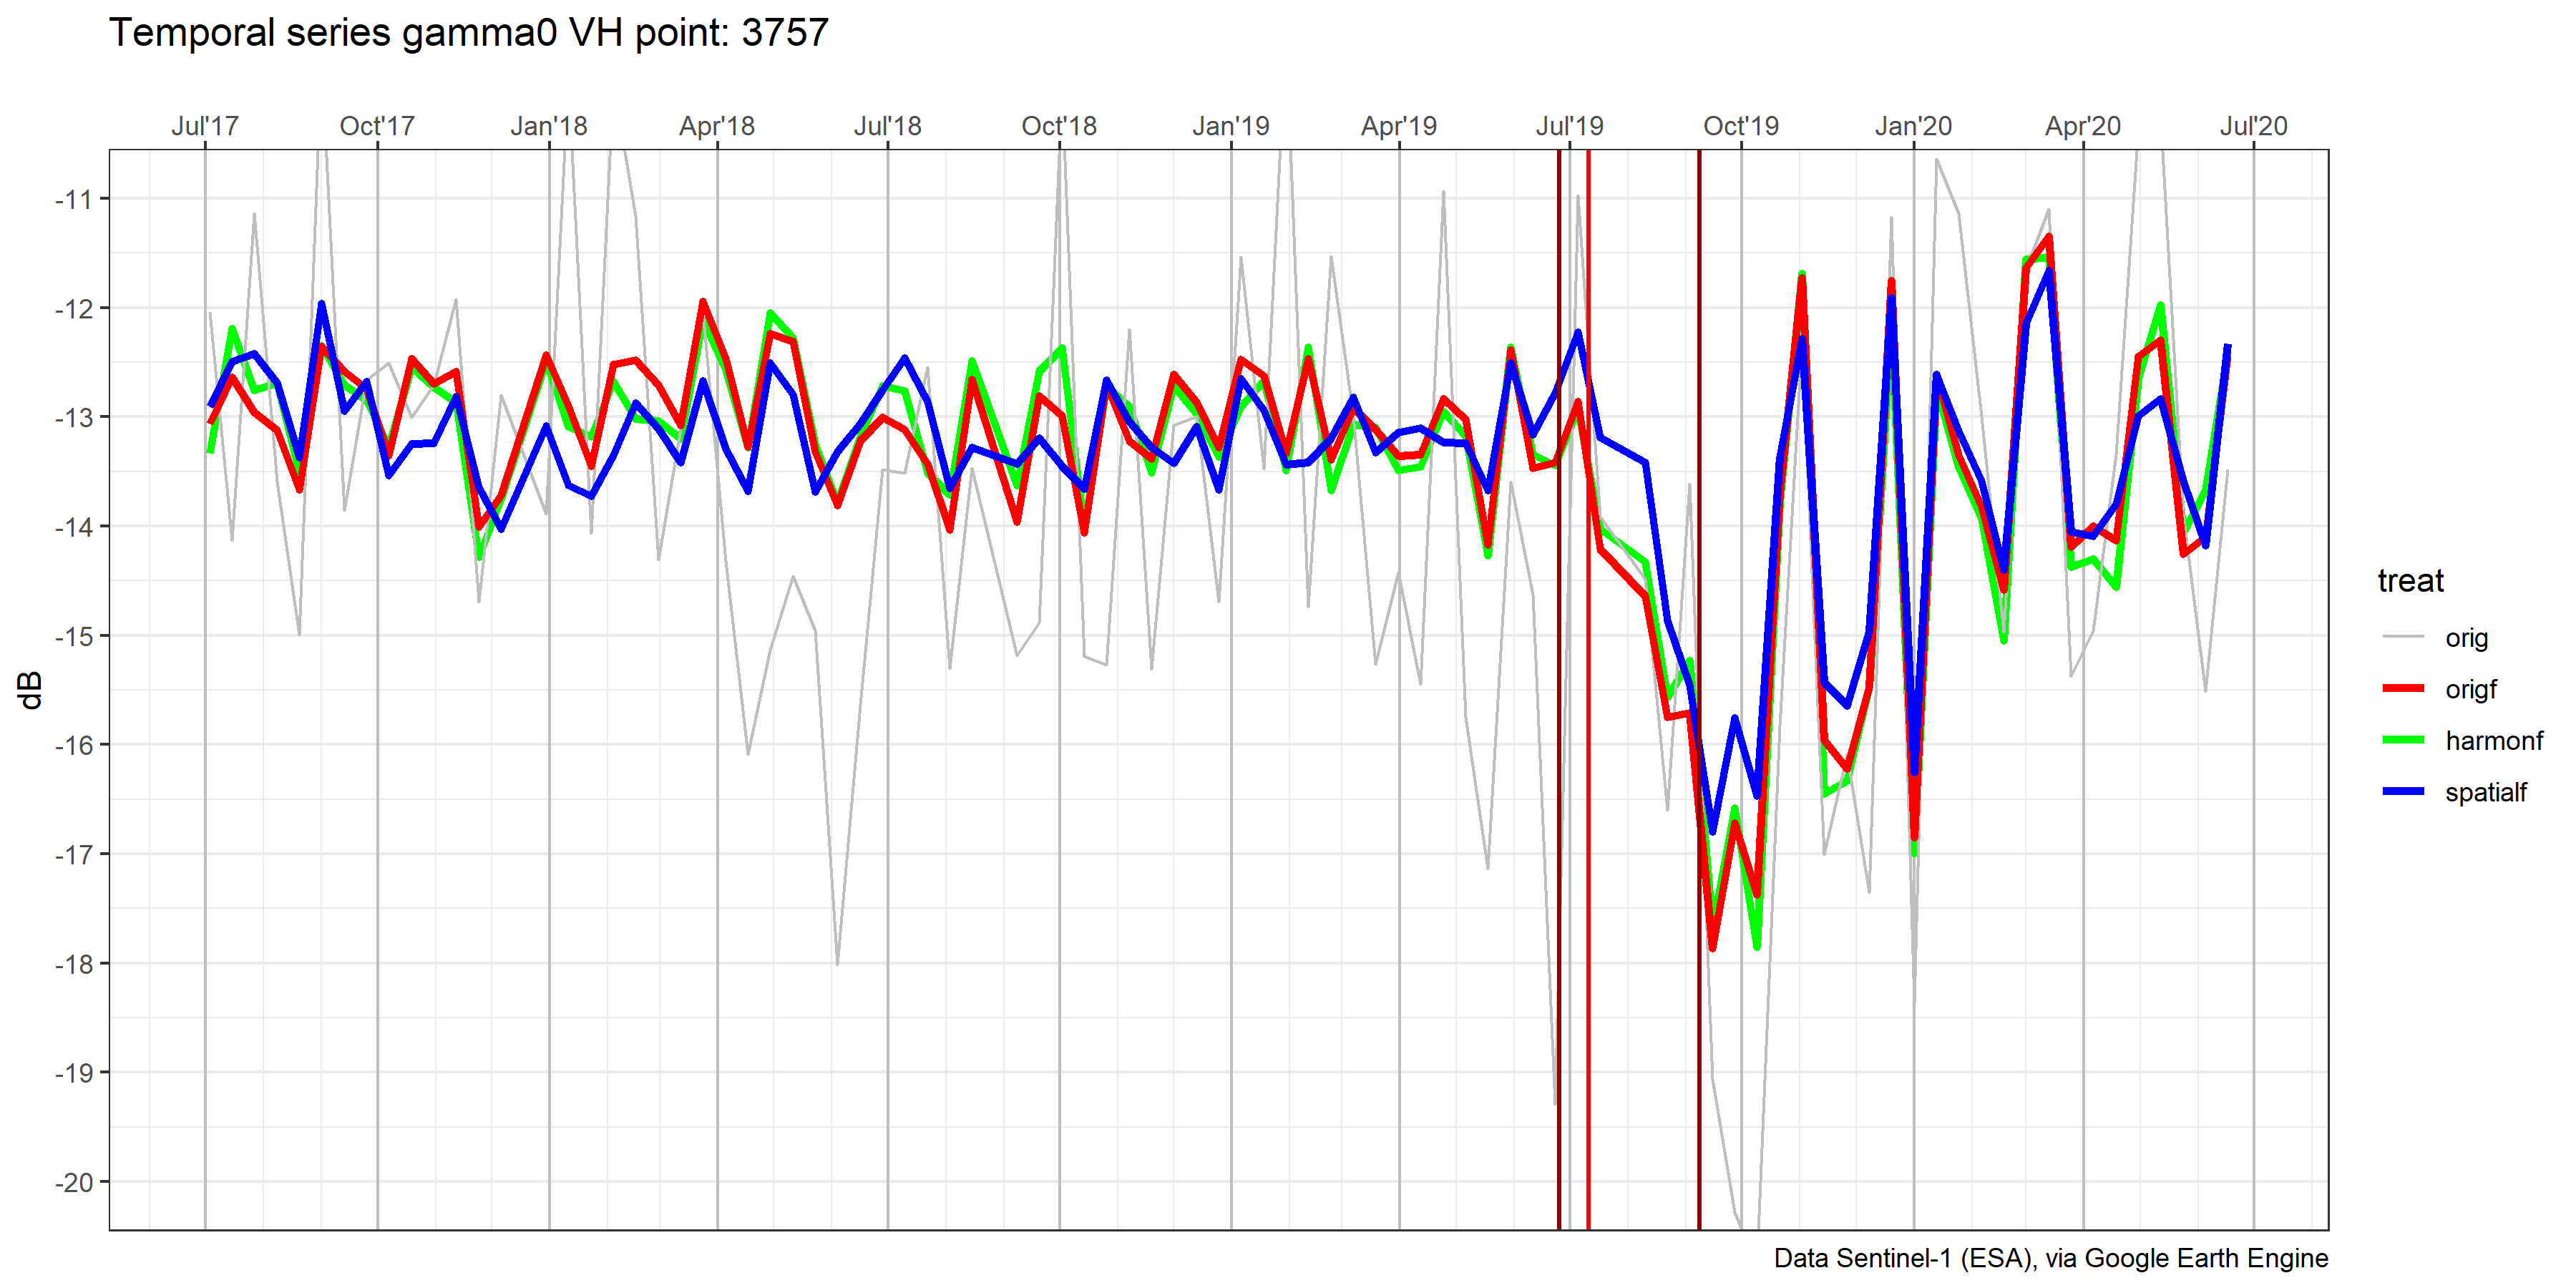 Temporal series gamma0 VH point: 3757
Jul'17 Oct'17 Jan'18 Apr'18 Jul'18 Oct'18 Jan'19 Apr'19 Jul'19 Oct'19 Jan'20 Apr'20 Jul'20
-11
-12
-13
-14
-15
-16
-17
-18
-19
-20
dB
treat
orig
origf
harmonf
spatialf
Data Sentinel-1 (ESA), via Google Earth Engine